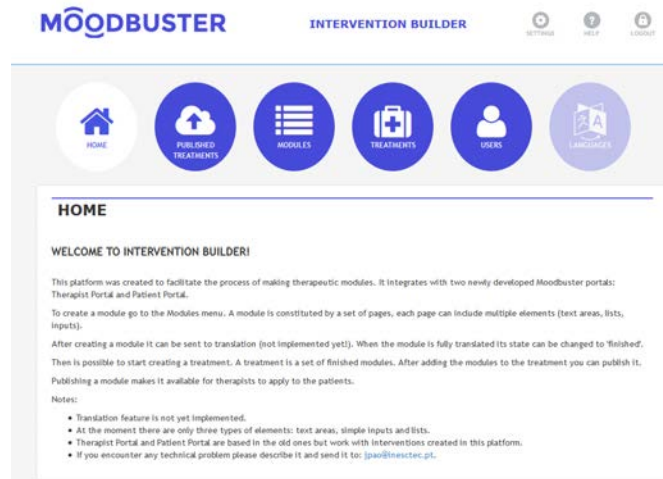 MOODBUSTER
INTERVENTION BUILDER
SETTINGS
HELP
LOGOUT
HOME
PUBLISHED
TREATMENTS
MODULES
TREATMENTS
USERS
LANGUAGES
HOME
WELCOME TO INTERVENTION BUILDER!
This platform was created to facilitate the process of making therapeutic modules. It integrates with two newly developed Moodbuster portals:
Therapist Portal and Patient Portal.
To create a module go to the Modules menu. A module is constituted by a set of pages, each page can include multiple elements (text areas, lists,
inputs).
After creating a module it can be sent to translation (not implemented yet!). When the module is fully translated its state can be changed to 'finished'.
Then is possible to start creating a treatment. A treatment is a set of finished modules. After adding the modules to the treatment you can publish it.
Publishing a module makes it available for therapists to apply to the patients.
Notes:
• Translation feature is not yet implemented.
• At the moment there are only three types of elements: text areas, simple inputs and lists.
• Therapist Portal and Patient Portal are based in the old ones but work with interventions created in this platform.
• If you encounter any technical problem please describe it and send it to: jpao@inesctec.pt.